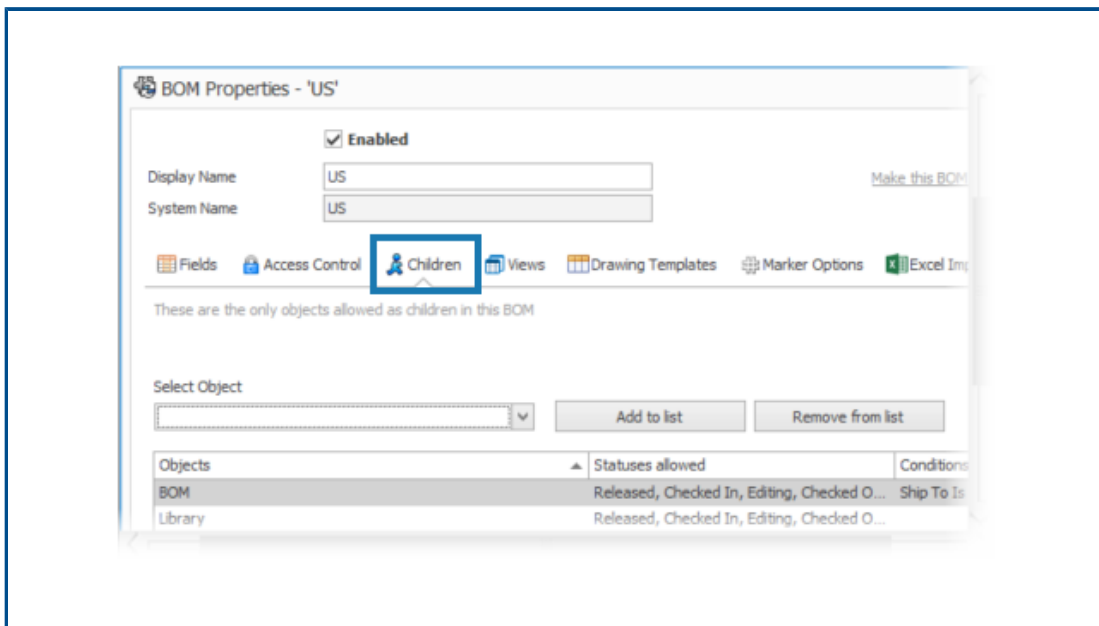 BOM Properties - 'US'
Enabled
Display Name US Make this BOM
System Name US
Fields Access Control Children Views Drawing Templates Marker Options Excel Imp
These are the only objects allowed as children in this BOM
Select Object
Add to list Remove from list
Objects Statuses allowed Conditions
BOM Released, Checked In, Editing, Checked O... Ship To Is
Library Released, Checked In, Editing, Checked O...